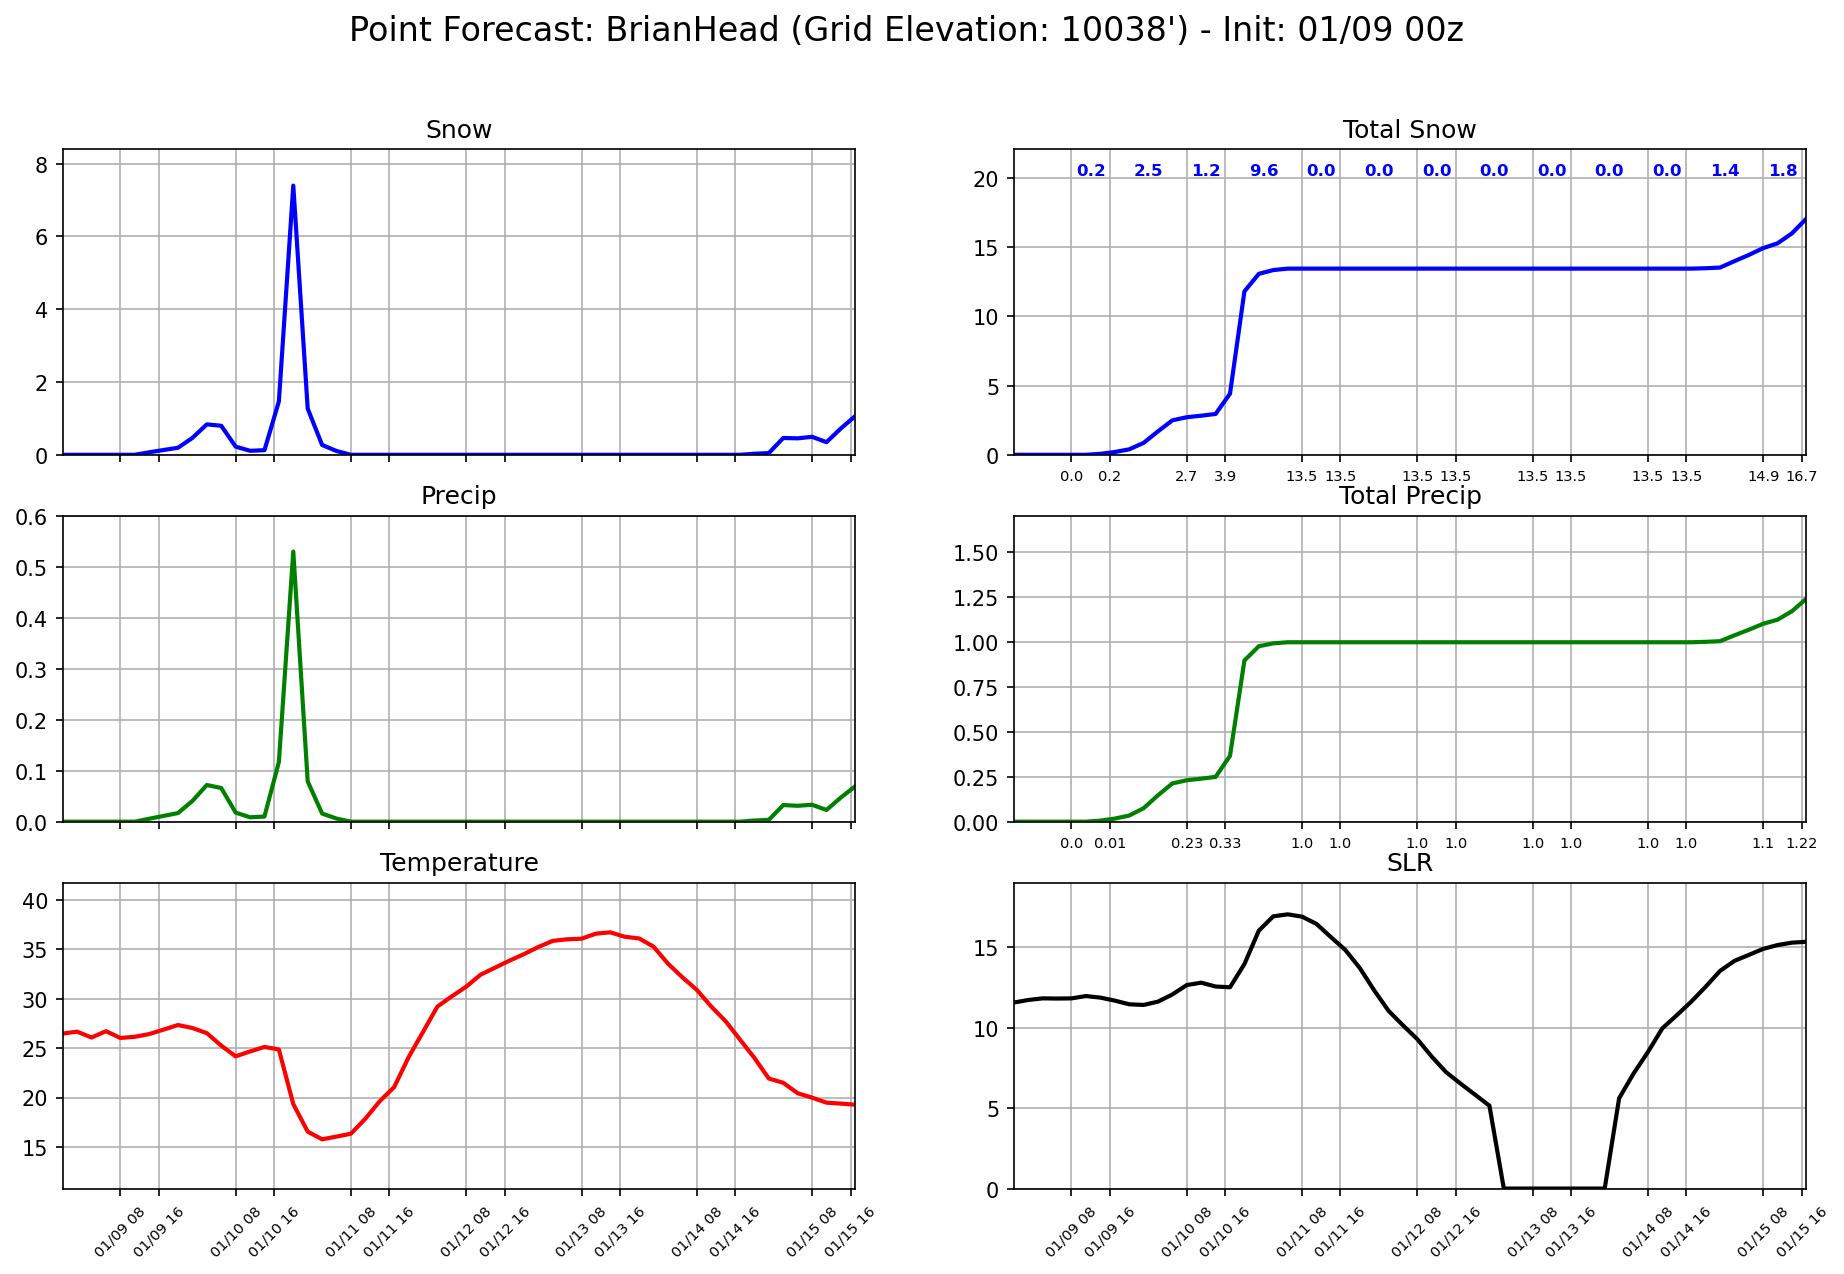 Point Forecast: BrianHead (Grid Elevation: 10038') - Init: 01/09 00z
Snow
8
6
4
2
0
Total Snow
0.2 2.5 1.2 9.6 0.0 0.0 0.0 0.0 0.0 0.0 0.0 1.4 1.8
20
15
10
5
0
0.0 0.2 2.7 3.9 13.5 13.5 13.5 13.5 13.5 13.5 13.5 13.5 14.9 16.7
Precip
0.6
0.5
0.4
0.3
0.2
0.1
0.0
Total Precip
1.50
1.25
1.00
0.75
0.50
0.25
0.00
0.0 0.01 0.23 0.33 1.0 1.0 1.0 1.0 1.0 1.0 1.0 1.0 1.1 1.22
Temperature
40
35
30
25
20
15
01/09 08 01/09 16 01/10 08 01/10 16 01/11 08 01/11 16 01/12 08 01/12 16 01/13 08 01/13 16 01/14 08 01/14 16 01/15 08 01/15 16
SLR
15
10
5
0
01/09 08 01/09 16 01/10 08 01/10 16 01/11 08 01/11 16 01/12 08 01/12 16 01/13 08 01/13 16 01/14 08 01/14 16 01/15 08 01/15 16